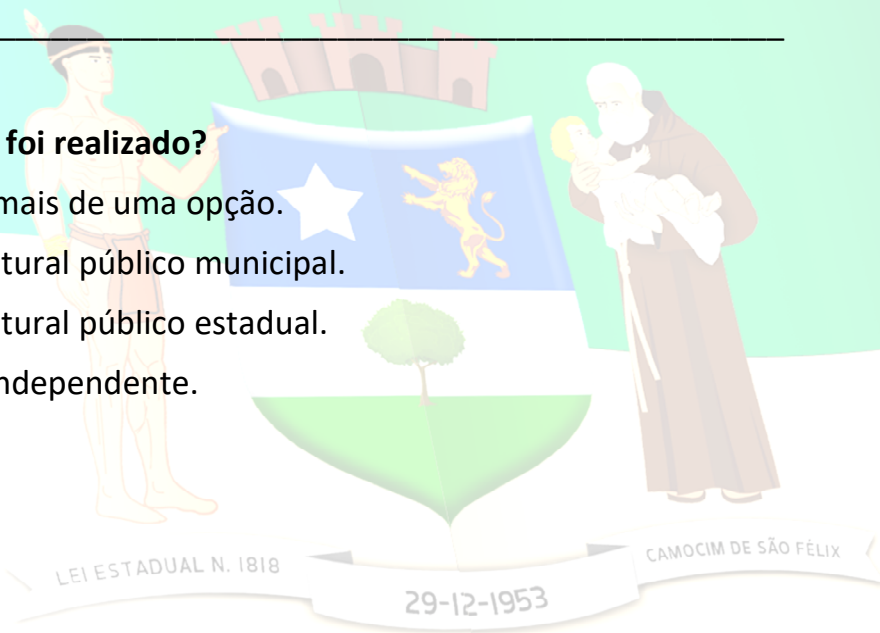 foi realizado?
mais de uma opção.
tural público municipal.
tural público estadual.
ndependente.
LEI ESTADUAL N. 1818
29-12-1953
CAMOCIM DE SÃO FÉLIX